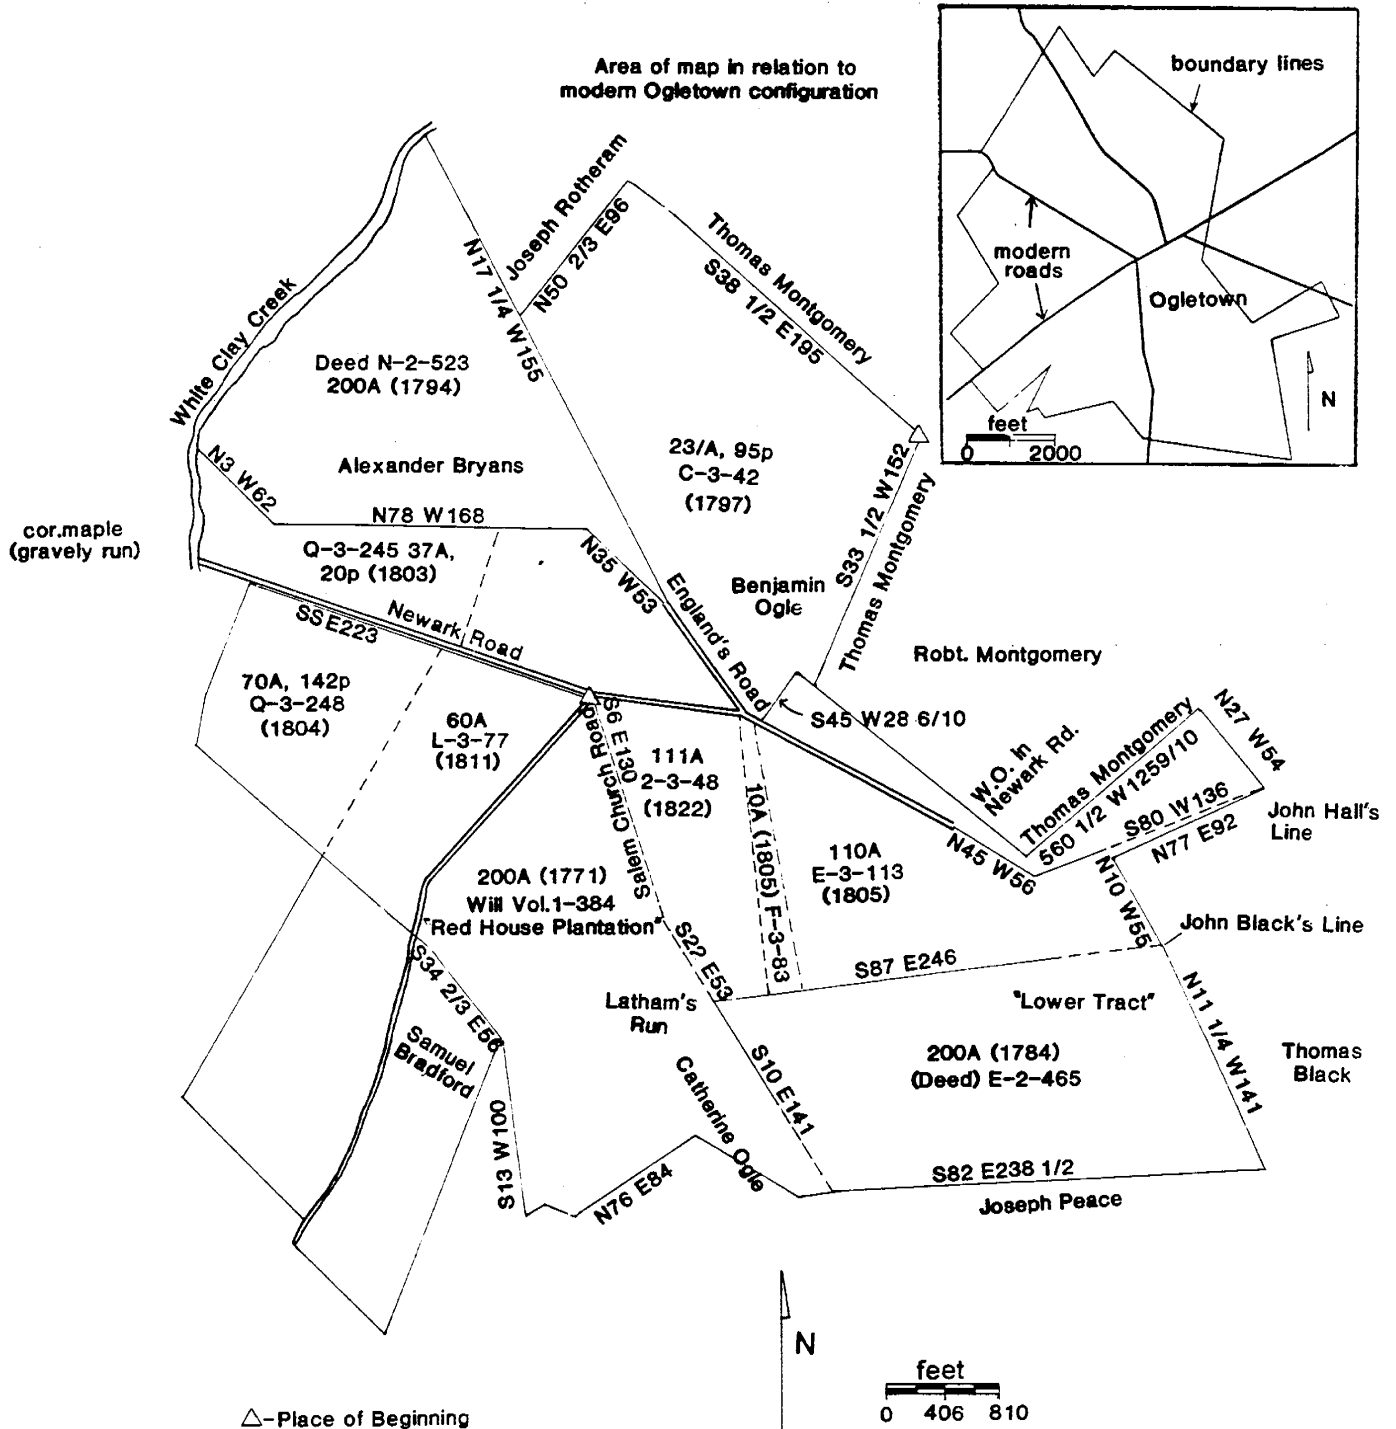 Area of map in relation to
modern Ogletown configuration
boundary lines
modern
roads
Ogletown
N
feet
0 2000
White Clay Creek
Joseph Rotheram
N50 2/3 E96
N17 1/4 W155
Thomas Montgomery
S38 1/2 E195
Deed N-2-523
200A (1794)
Alexander Bryans
N3 W62
N78 W168
23/A, 95p
C-3-42
(1797)
S33 1/2 W152
Thomas Montgomery
cor.maple
(gravely run)
Q-3-245 37A,
20p (1803)
N35 W53
England's Road
Benjamin
Ogle
Newark Road
SSE223
Robt. Montgomery
S45 W28 6/10
70A, 142p
Q-3-248
(1804)
60A
L-3-77
(1811)
Salem Church Road
S6 E130
111A
2-3-48
(1822)
10A (1805) F-3-83
W.O. in
Newark Rd.
Thomas Montgomery
560 1/2 W1259/10
N27 W54
S80 W136
N77 E92
John Hall's
Line
N45 W56
110A
E-3-113
(1805)
N10 W55
John Black's Line
200A (1771)
Will Vol.1-384
"Red House Plantation"
S2? E53
S87 E246
S34 2/3 E56
Samuel
Bradford
Latham's
Run
"Lower Tract"
N11 1/4 W141
200A (1784)
(Deed) E-2-465
Thomas
Black
S10 E141
Catherine Ogle
S13 W100
N76 E84
S82 E238 1/2
Joseph Peace
N
feet
0 406 810
△-Place of Beginning